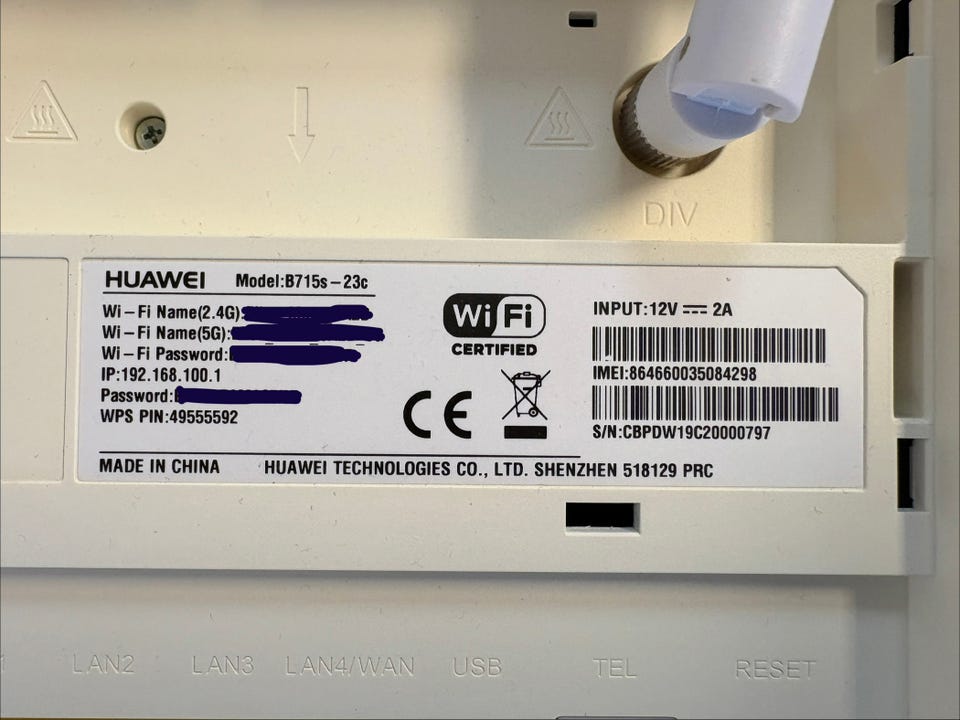 DIV
HUAWEI Model:B715s-23c
Wi-Fi Name(2.4G):
Wi-Fi Name(5G):
Wi-Fi Password:
IP:192.168.100.1
Password:
WPS PIN:49555592
Wi Fi
CERTIFIED
CE
INPUT:12V ⎓ 2A
IMEI:864660035084298
S/N:CBPDW19C20000797
MADE IN CHINA HUAWEI TECHNOLOGIES CO., LTD. SHENZHEN 518129 PRC
LAN2 LAN3 LAN4/WAN USB TEL RESET